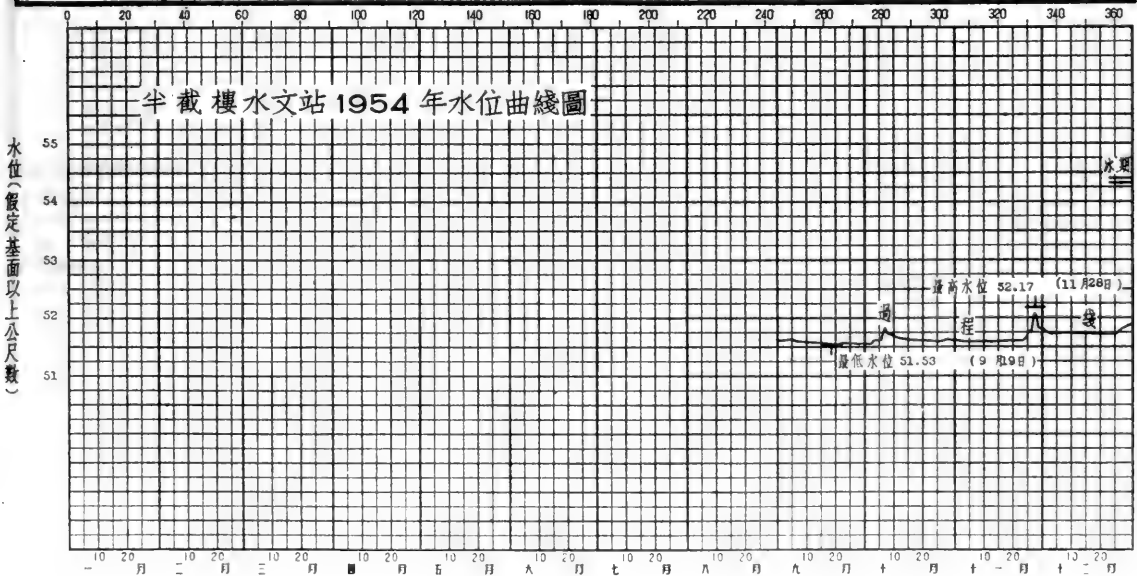 0 20 40 60 80 100 120 140 160 180 200 220 240 260 280 300 320 340 360
半截樓水文站1954年水位曲綫圖
水位(假定基面以上公尺數)
55
54
53
52
51
冰期
最高水位 52.17 (11月28日)
過程綫
最低水位 51.53 (9月19日)
10 20 10 20 10 20 10 20 10 20 10 20 10 20 10 20 10 20 10 20 10 20 10 20
一月 二月 三月 四月 五月 六月 七月 八月 九月 十月 十一月 十二月